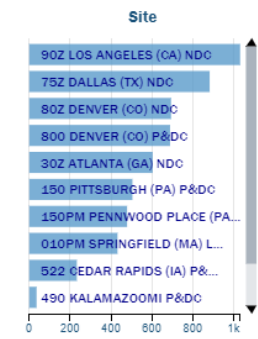 Site
90Z LOS ANGELES (CA) NDC
75Z DALLAS (TX) NDC
80Z DENVER (CO) NDC
800 DENVER (CO) P&DC
30Z ATLANTA (GA) NDC
150 PITTSBURGH (PA) P&DC
150PM PENNWOOD PLACE (PA...
010PM SPRINGFIELD (MA) L...
522 CEDAR RAPIDS (IA) P&...
490 KALAMAZOOMI P&DC
0 200 400 600 800 1k